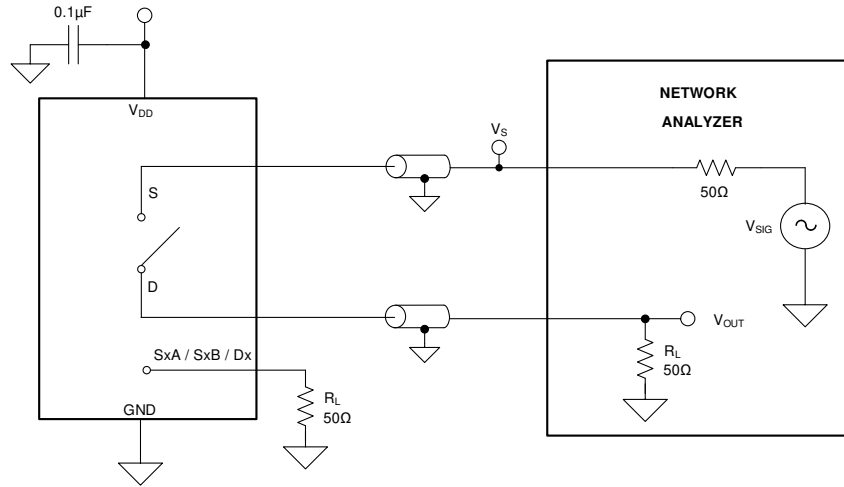 0.1µF
VDD
NETWORK
ANALYZER
VS
S
50Ω
VSIG
D
VOUT
SxA / SxB / Dx
RL
50Ω
RL
50Ω
GND